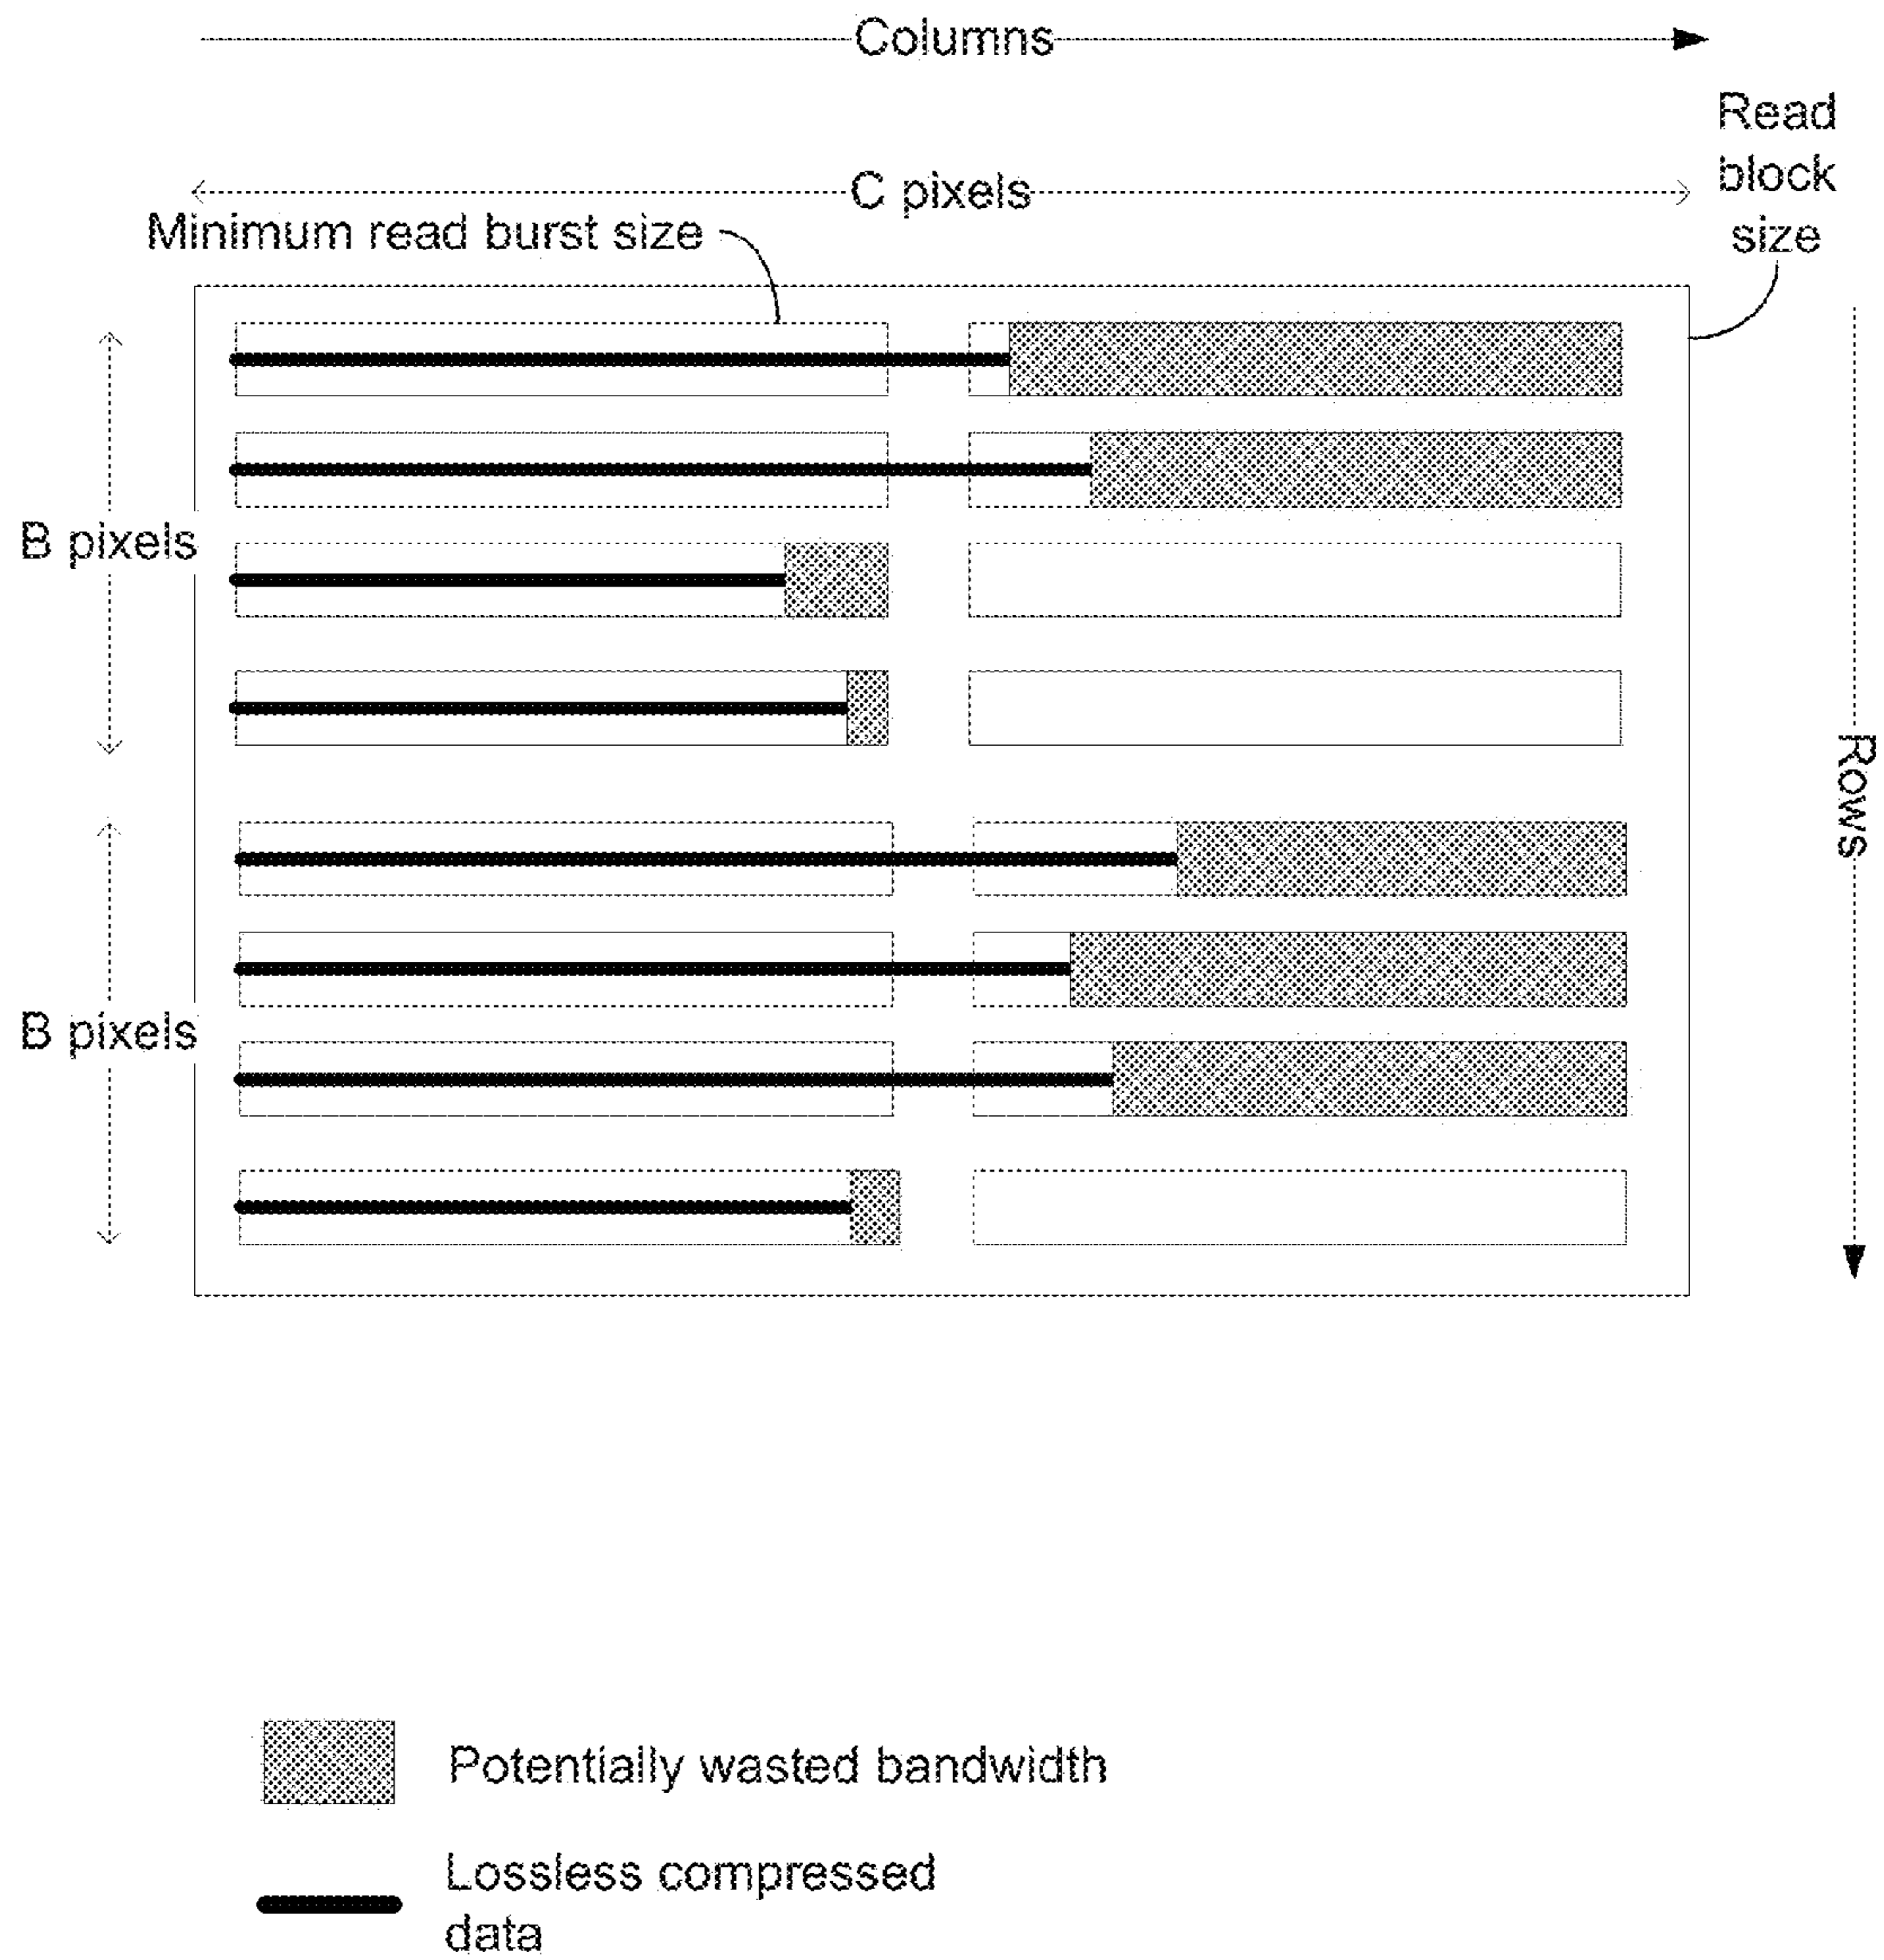 Columns
Read
block
size
C pixels
Minimum read burst size
B pixels
Rows
B pixels
Potentially wasted bandwidth
Lossless compressed
data